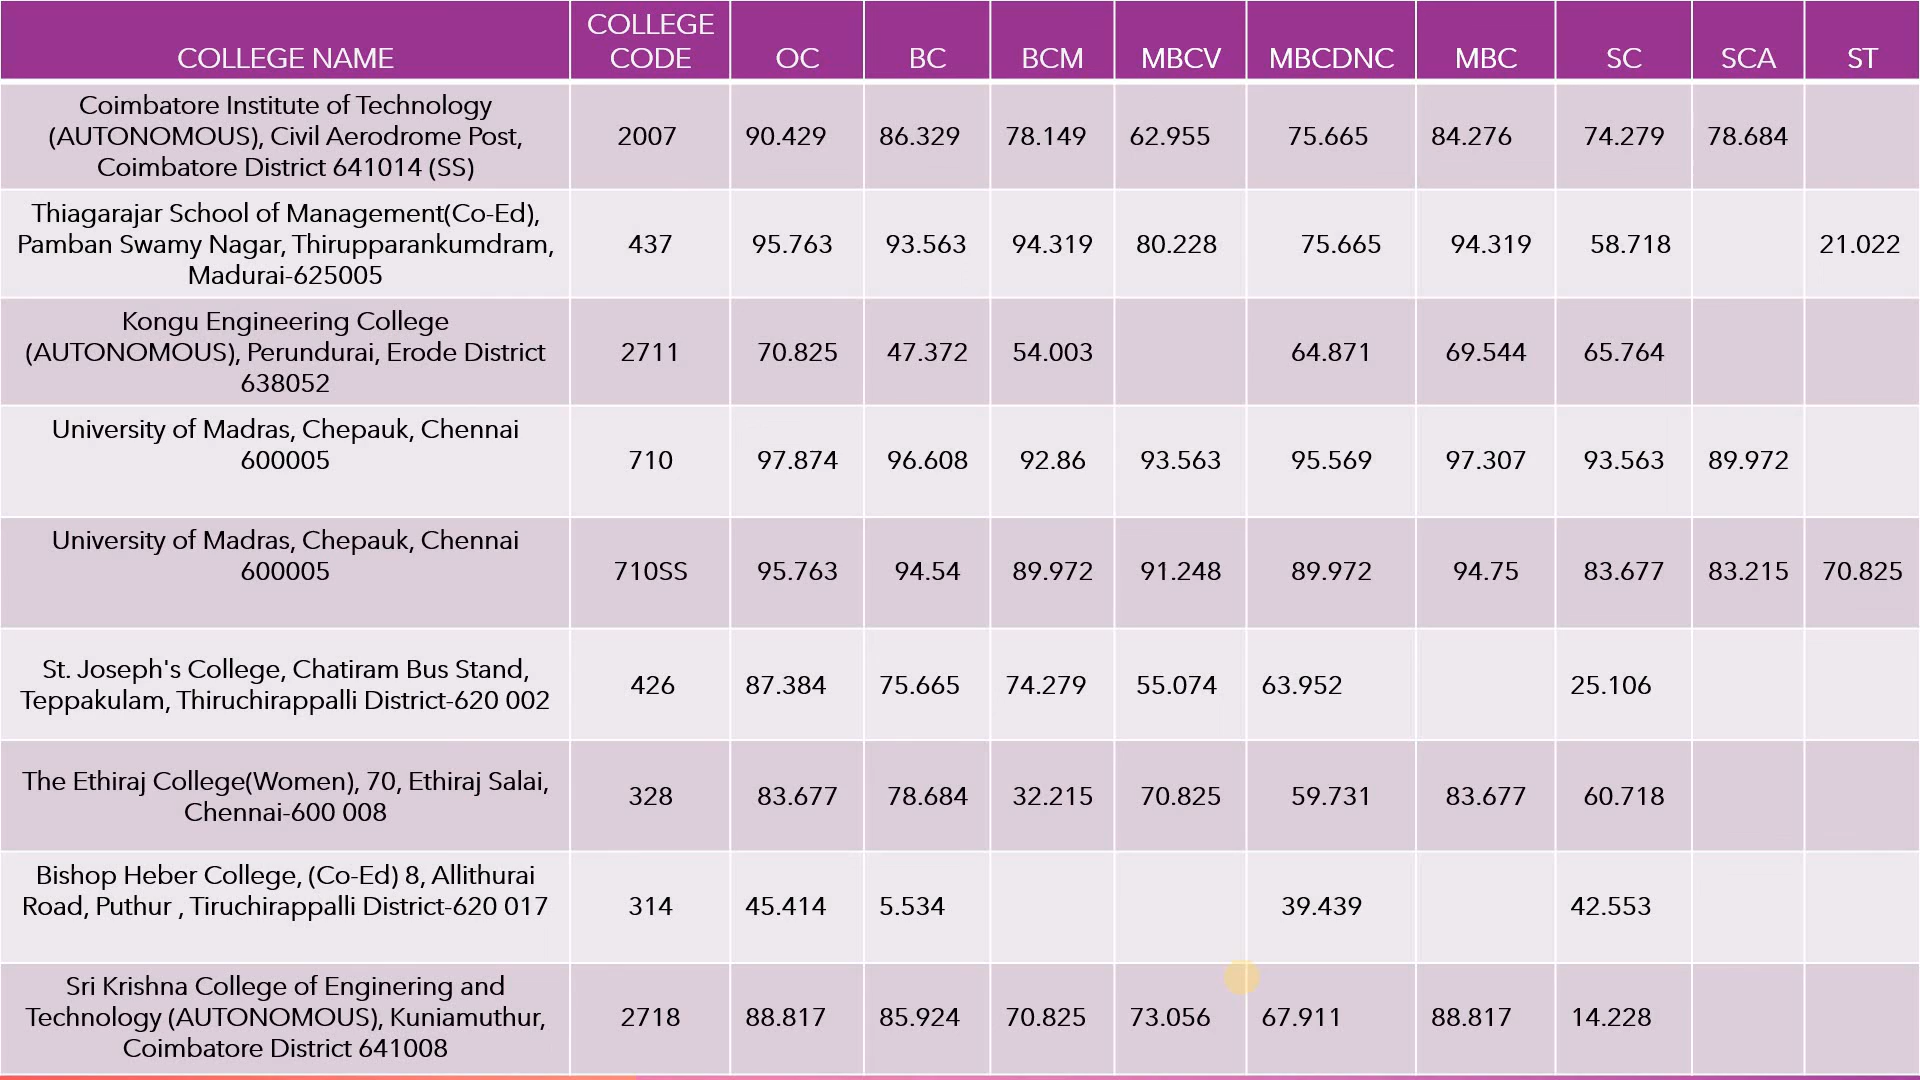 COLLEGE NAME COLLEGE CODE OC BC BCM MBCV MBCDNC MBC SC SCA ST
Coimbatore Institute of Technology
(AUTONOMOUS), Civil Aerodrome Post,
Coimbatore District 641014 (SS)
2007 90.429 86.329 78.149 62.955 75.665 84.276 74.279 78.684
Thiagarajar School of Management(Co-Ed),
Pamban Swamy Nagar, Thirupparankumdram,
Madurai-625005
437 95.763 93.563 94.319 80.228 75.665 94.319 58.718 21.022
Kongu Engineering College
(AUTONOMOUS), Perundurai, Erode District
638052
2711 70.825 47.372 54.003 64.871 69.544 65.764
University of Madras, Chepauk, Chennai
600005
710 97.874 96.608 92.86 93.563 95.569 97.307 93.563 89.972
University of Madras, Chepauk, Chennai
600005
710SS 95.763 94.54 89.972 91.248 89.972 94.75 83.677 83.215 70.825
St. Joseph's College, Chatiram Bus Stand,
Teppakulam, Thiruchirappalli District-620 002
426 87.384 75.665 74.279 55.074 63.952 25.106
The Ethiraj College(Women), 70, Ethiraj Salai,
Chennai-600 008
328 83.677 78.684 32.215 70.825 59.731 83.677 60.718
Bishop Heber College, (Co-Ed) 8, Allithurai
Road, Puthur , Tiruchirappalli District-620 017
314 45.414 5.534 39.439 42.553
Sri Krishna College of Enginering and
Technology (AUTONOMOUS), Kuniamuthur,
Coimbatore District 641008
2718 88.817 85.924 70.825 73.056 67.911 88.817 14.228